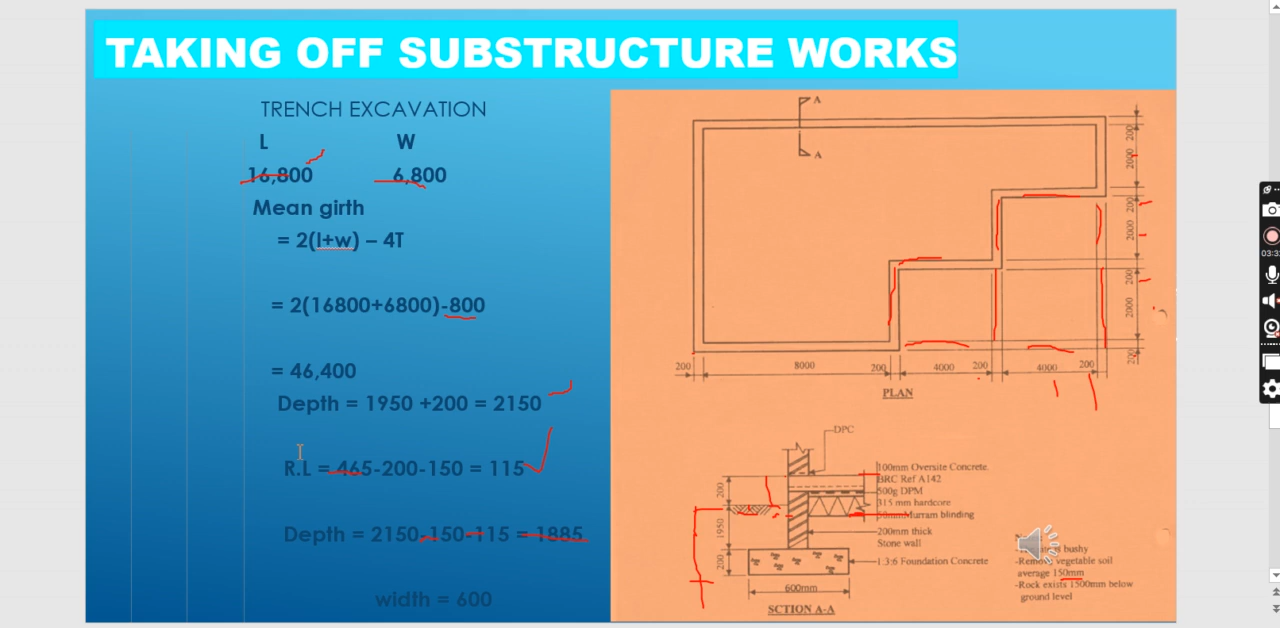 TAKING OFF SUBSTRUCTURE WORKS
TRENCH EXCAVATION
L W
16,800 6,800
Mean girth
= 2(l+w) – 4T
= 2(16800+6800)-800
= 46,400
Depth = 1950 +200 = 2150
R.L = 465-200-150 = 115
Depth = 2150-150-115 = 1885
width = 600
A
A
200
2000
200
2000
200
2000
200
200 8000 200 4000 200 4000 200
PLAN
DPC
200
1950
200
100mm Oversite Concrete.
BRC Ref A142
500g DPM
315 mm hardcore
50mm Murram blinding
200mm thick
Stone wall
1:3:6 Foundation Concrete
600mm
SCTION A-A
bushy
vegetable soil
average 150mm
-Rock exists 1500mm below
ground level